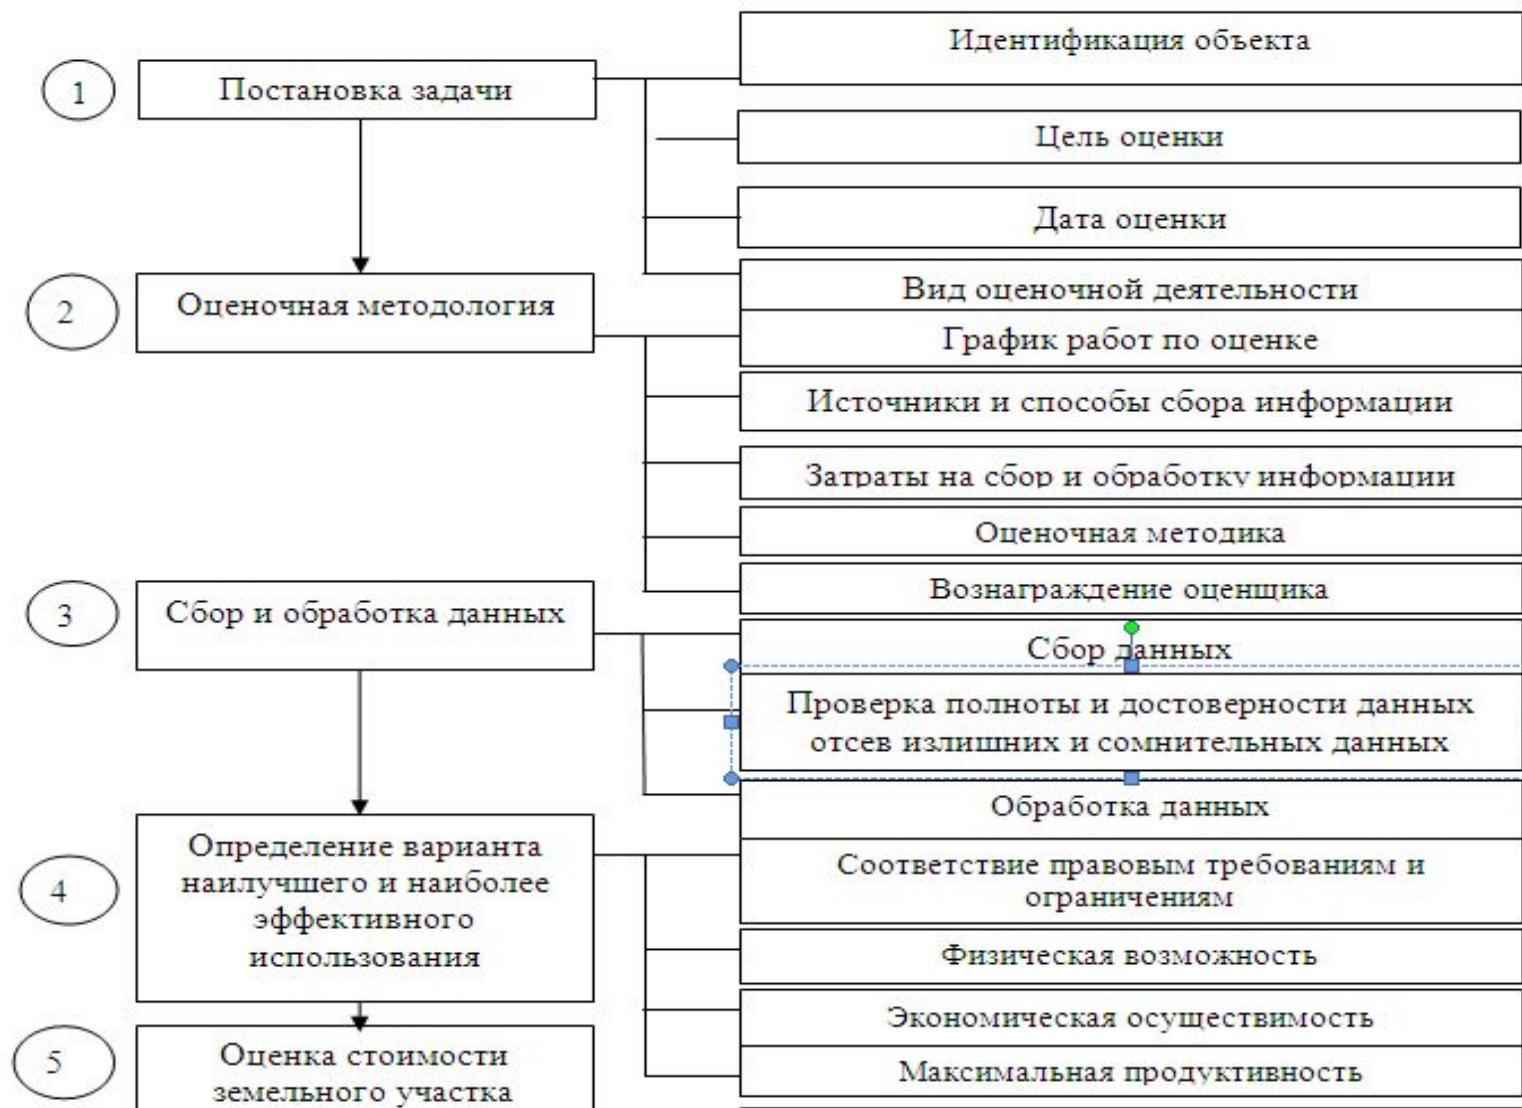 1
Постановка задачи
Идентификация объекта
Цель оценки
Дата оценки
Вид оценочной деятельности
2
Оценочная методология
График работ по оценке
Источники и способы сбора информации
Затраты на сбор и обработку информации
Оценочная методика
Вознаграждение оценщика
3
Сбор и обработка данных
Сбор данных
Проверка полноты и достоверности данных
отсев излишних и сомнительных данных
Обработка данных
4
Определение варианта
наилучшего и наиболее
эффективного
использования
Соответствие правовым требованиям и
ограничениям
Физическая возможность
Экономическая осуществимость
Максимальная продуктивность
5
Оценка стоимости
земельного участка